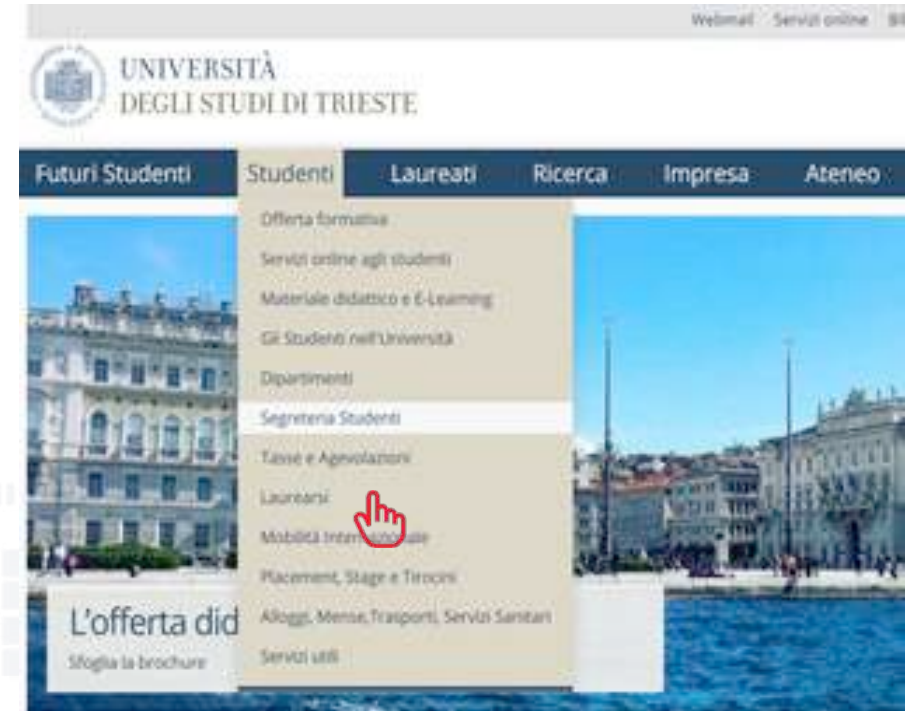 Webmail Servizi online
UNIVERSITÀ
DEGLI STUDI DI TRIESTE
Futuri Studenti Studenti Laureati Ricerca Impresa Ateneo
Offerta formativa
Servizi online agli studenti
Materiale didattico e E-Learning
Gli Studenti nell'Università
Dipartimenti
Segreteria Studenti
Tasse e Agevolazioni
Laurearsi
Mobilità Internazionale
Placement, Stage e Tirocini
Alloggi, Mense,Trasporti, Servizi Sanitari
Servizi utili
L'offerta did
Sfoglia la brochure